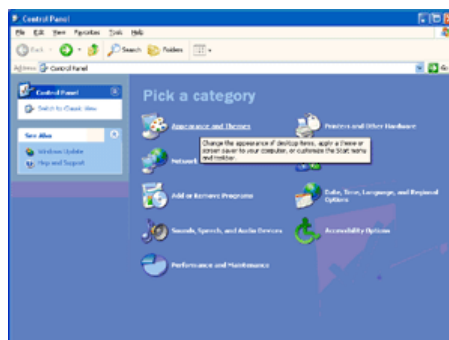 Control Panel
File Edit View Favorites Tools Help
Back Search Folders
Address Control Panel Go
Control Panel
Switch to Classic View
See Also
Windows Update
Help and Support
Pick a category
Appearance and Themes
Printers and Other Hardware
Change the appearance of desktop items, apply a theme or
screen saver to your computer, or customize the Start menu
and taskbar.
Network
Add or Remove Programs
Date, Time, Language, and Regional
Options
Sounds, Speech, and Audio Devices
Accessibility Options
Performance and Maintenance